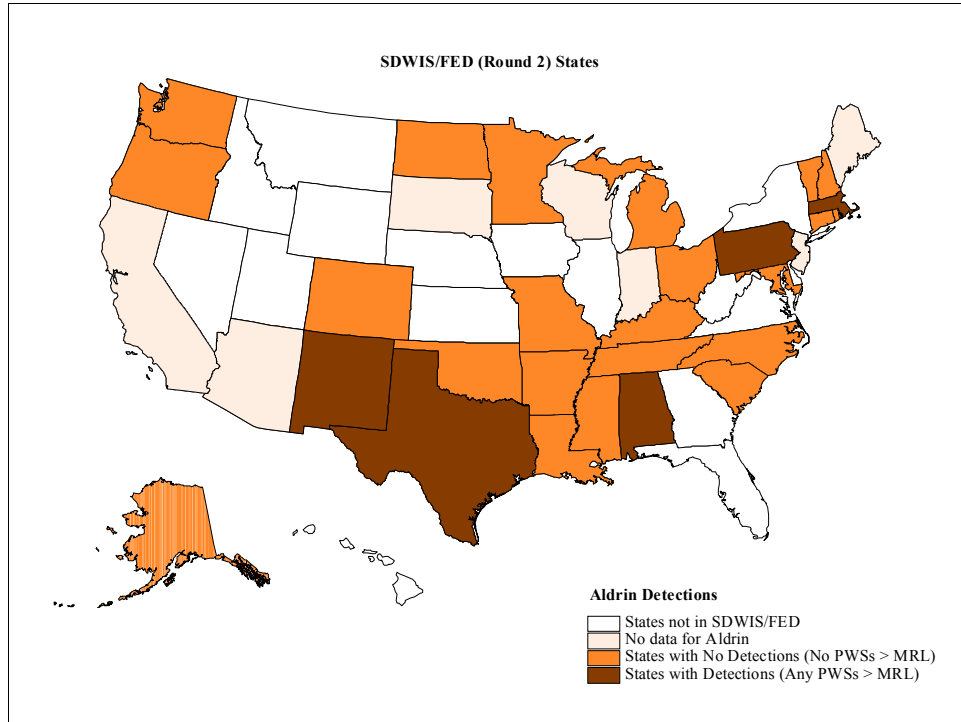 SDWIS/FED (Round 2) States
Aldrin Detections
States not in SDWIS/FED
No data for Aldrin
States with No Detections (No PWSs > MRL)
States with Detections (Any PWSs > MRL)